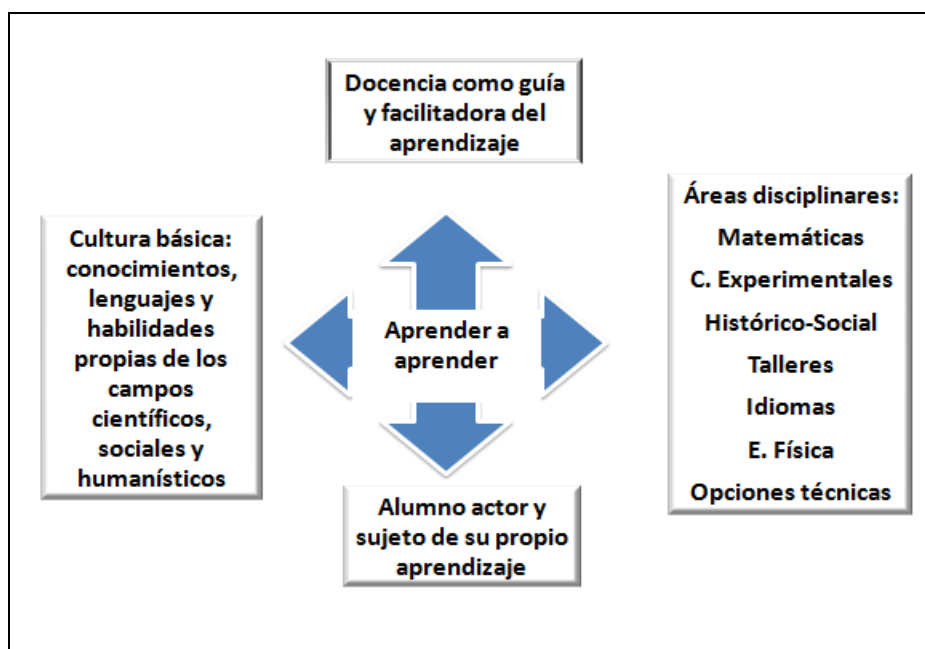 Docencia como guía
y facilitadora del
aprendizaje
Cultura básica:
conocimientos,
lenguajes y
habilidades
propias de los
campos
científicos,
sociales y
humanísticos
Aprender a
aprender
Áreas disciplinares:
Matemáticas
C. Experimentales
Histórico-Social
Talleres
Idiomas
E. Física
Opciones técnicas
Alumno actor y
sujeto de su propio
aprendizaje